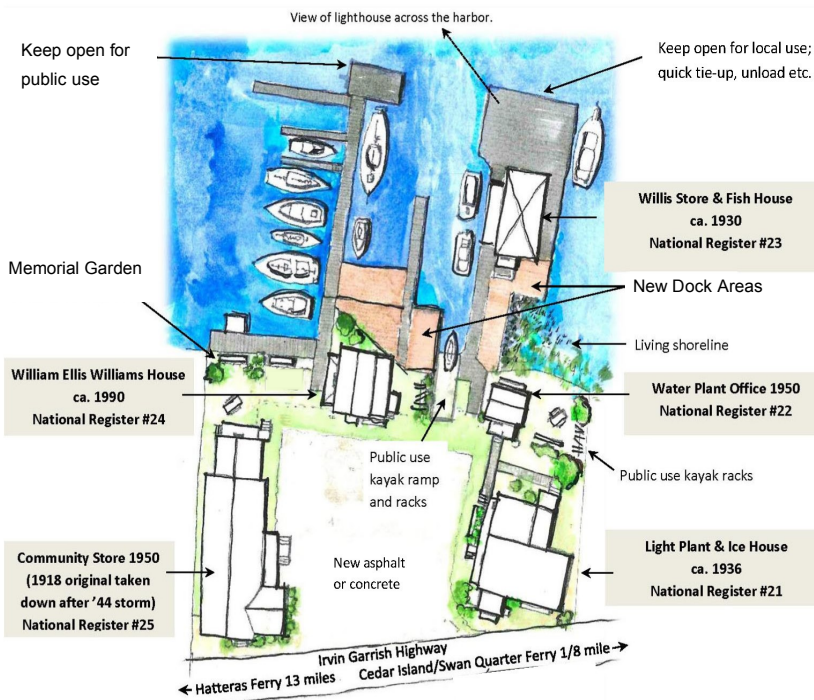 View of lighthouse across the harbor.
Keep open for
public use
Keep open for local use;
quick tie-up, unload etc.
Willis Store & Fish House
ca. 1930
National Register #23
Memorial Garden
New Dock Areas
Living shoreline
William Ellis Williams House
ca. 1990
National Register #24
Water Plant Office 1950
National Register #22
Public use
kayak ramp
and racks
Public use kayak racks
Community Store 1950
(1918 original taken
down after ’44 storm)
National Register #25
New asphalt
or concrete
Light Plant & Ice House
ca. 1936
National Register #21
Irvin Garrish Highway
Hatteras Ferry 13 miles
Cedar Island/Swan Quarter Ferry 1/8 mile